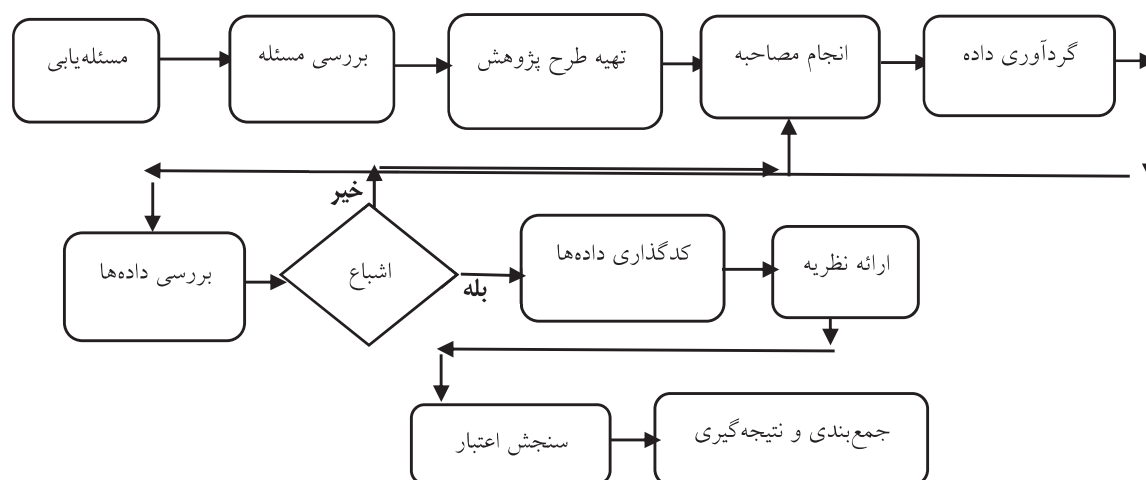 مسئله‌یابی
بررسی مسئله
تهیه طرح پژوهش
انجام مصاحبه
گردآوری داده
خیر
بررسی داده‌ها
اشباع
بله
کدگذاری داده‌ها
ارائه نظریه
سنجش اعتبار
جمع‌بندی و نتیجه‌گیری